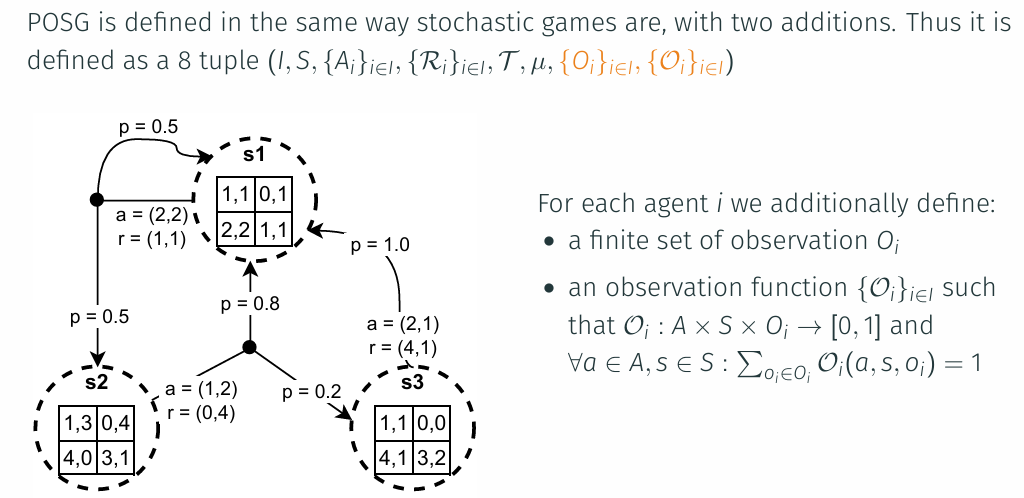 POSG is defined in the same way stochastic games are, with two additions. Thus it is
defined as a 8 tuple (I, S, {A_i}_{i∈I}, {ℛ_i}_{i∈I}, 𝒯, μ, {O_i}_{i∈I}, {𝒪_i}_{i∈I})
p = 0.5
s1
1,1 0,1
2,2 1,1
a = (2,2)
r = (1,1)
p = 1.0
p = 0.8
p = 0.5
a = (2,1)
r = (4,1)
s2
1,3 0,4
4,0 3,1
a = (1,2)
r = (0,4)
p = 0.2
s3
1,1 0,0
4,1 3,2
For each agent i we additionally define:
• a finite set of observation O_i
• an observation function {𝒪_i}_{i∈I} such
that 𝒪_i : A × S × O_i → [0, 1] and
∀a ∈ A, s ∈ S : ∑_{o_i∈O_i} 𝒪_i(a, s, o_i) = 1